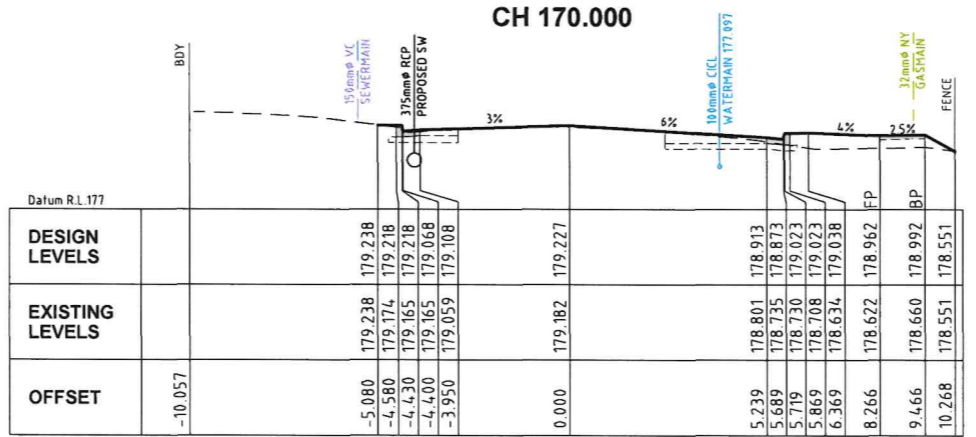 CH 170.000
BDY
150mmø VC
SEWERMAIN
375mmø RCP
PROPOSED SW
100mmø CICL
WATERMAIN 177.097
32mmø NY
GASMAIN
FENCE
3%
6%
4%
2.5%
FP
BP
Datum R.L.177
DESIGN
LEVELS
179.238
179.218
179.218
179.068
179.108
179.227
178.913
178.873
179.023
179.023
179.038
178.962
178.992
178.551
EXISTING
LEVELS
179.238
179.174
179.165
179.165
179.059
179.182
178.801
178.735
178.730
178.708
178.634
178.622
178.660
178.551
OFFSET
-10.057
-5.080
-4.580
-4.430
-4.400
-3.950
0.000
5.239
5.689
5.719
5.869
6.369
8.266
9.466
10.268